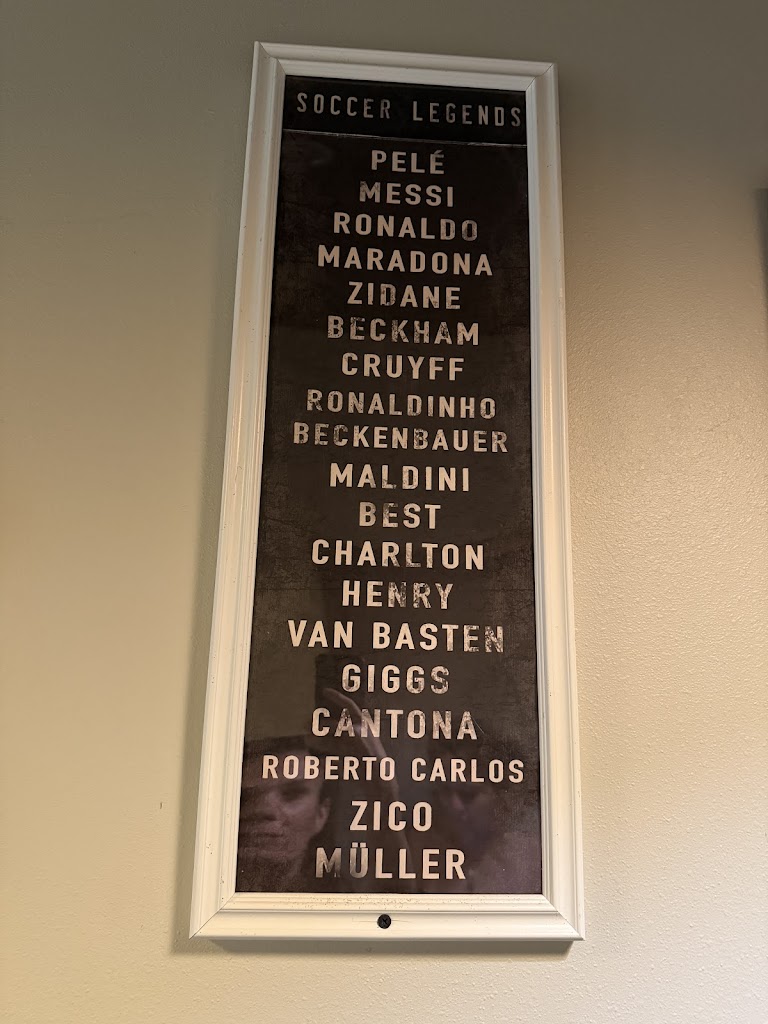 SOCCER LEGENDS
PELÉ
MESSI
RONALDO
MARADONA
ZIDANE
BECKHAM
CRUYFF
RONALDINHO
BECKENBAUER
MALDINI
BEST
CHARLTON
HENRY
VAN BASTEN
GIGGS
CANTONA
ROBERTO CARLOS
ZICO
MÜLLER